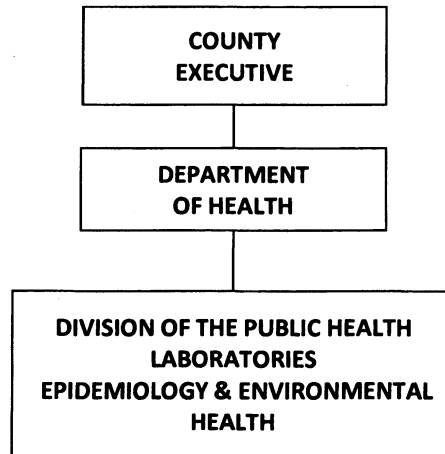 COUNTY
EXECUTIVE
DEPARTMENT
OF HEALTH
DIVISION OF THE PUBLIC HEALTH
LABORATORIES
EPIDEMIOLOGY & ENVIRONMENTAL
HEALTH